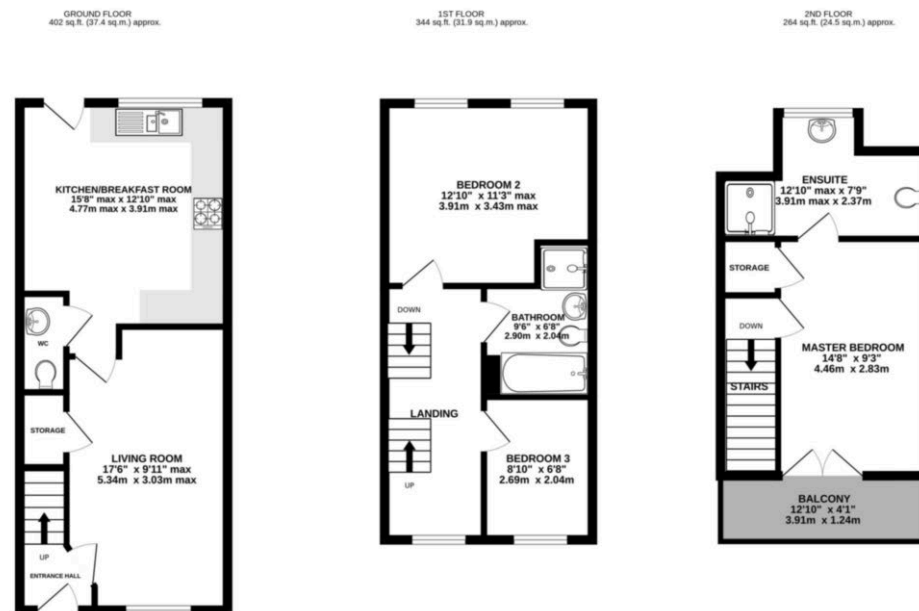 GROUND FLOOR
402 sq.ft. (37.4 sq.m.) approx.
KITCHEN/BREAKFAST ROOM
15'8" max x 12'10" max
4.77m max x 3.91m max
WC
STORAGE
LIVING ROOM
17'6" x 9'11" max
5.34m x 3.03m max
UP
ENTRANCE HALL
1ST FLOOR
344 sq.ft. (31.9 sq.m.) approx.
BEDROOM 2
12'10" x 11'3" max
3.91m x 3.43m max
DOWN
BATHROOM
9'6" x 6'8"
2.90m x 2.04m
LANDING
UP
BEDROOM 3
8'10" x 6'8"
2.69m x 2.04m
2ND FLOOR
264 sq.ft. (24.5 sq.m.) approx.
ENSUITE
12'10" max x 7'9"
3.91m max x 2.37m
STORAGE
DOWN
MASTER BEDROOM
14'8" x 9'3"
4.46m x 2.83m
STAIRS
BALCONY
12'10" x 4'1"
3.91m x 1.24m